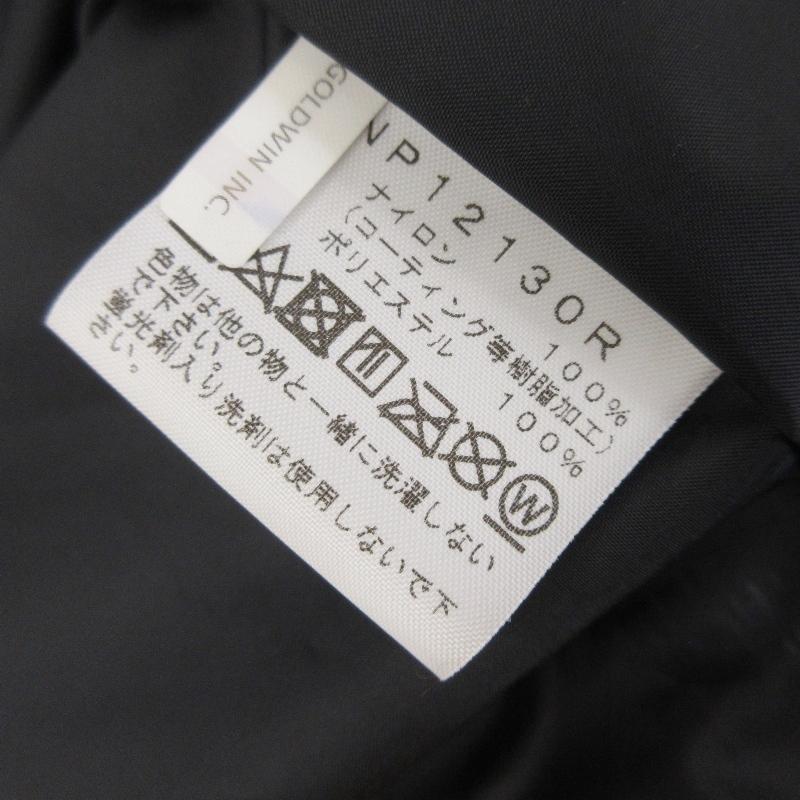 GOLDWIN INC.
NP12130R
ナイロン 100%
(コーティング等樹脂加工)
ポリエステル 100%
W
色物は他の物と一緒に洗濯しない
で下さい。
蛍光剤入り洗剤は使用しないで下
さい。